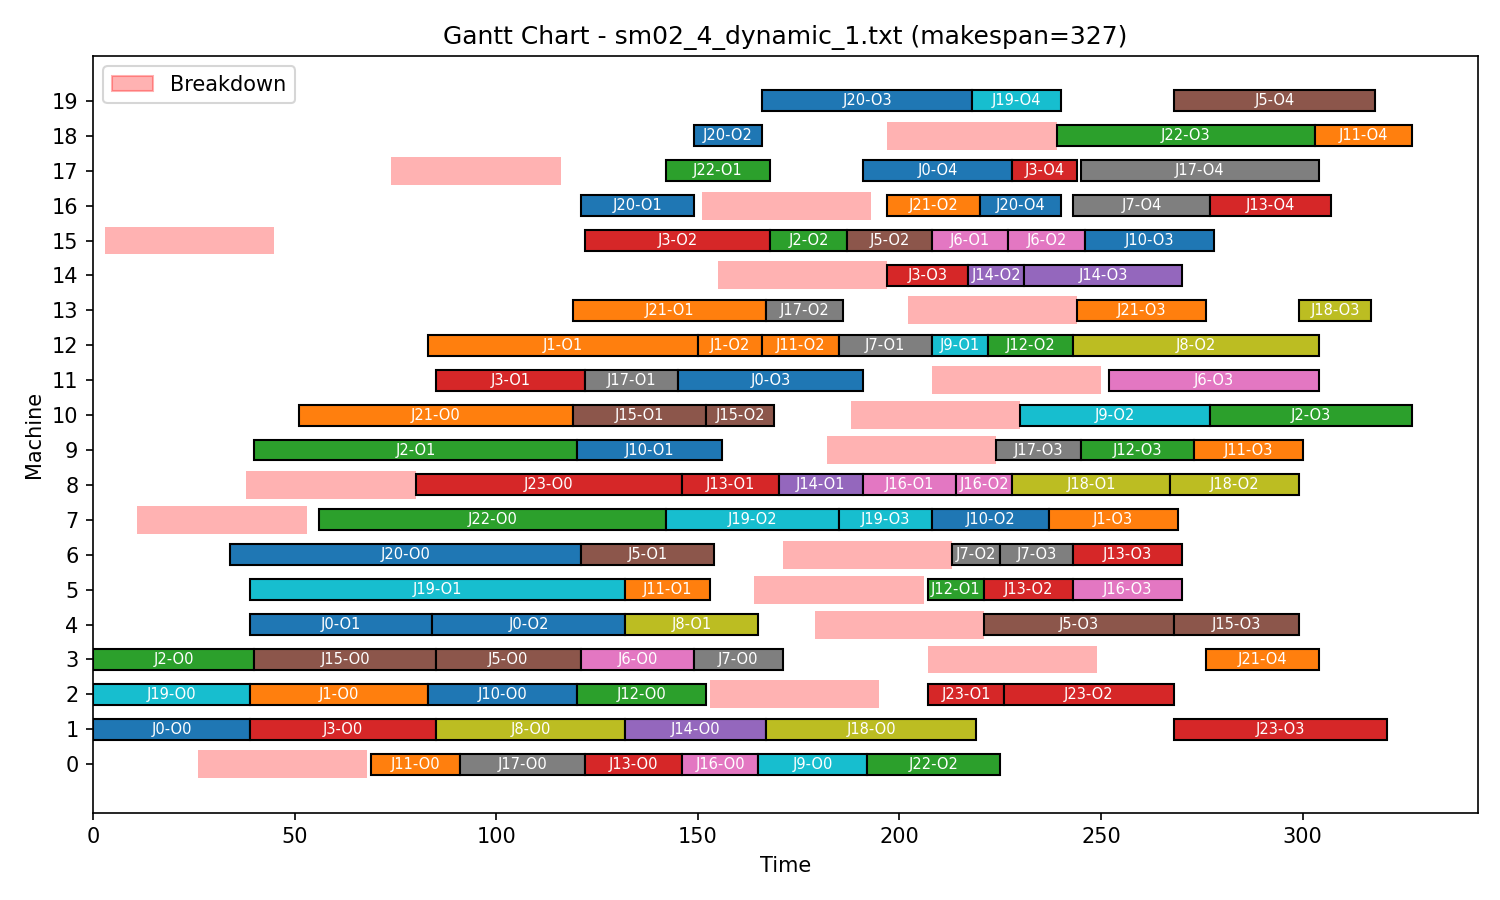 Gantt Chart - sm02_4_dynamic_1.txt (makespan=327)
Breakdown
Machine
19 J20-O3 J19-O4 J5-O4
18 J20-O2 J22-O3 J11-O4
17 J22-O1 J0-O4 J3-O4 J17-O4
16 J20-O1 J21-O2 J20-O4 J7-O4 J13-O4
15 J3-O2 J2-O2 J5-O2 J6-O1 J6-O2 J10-O3
14 J3-O3 J14-O2 J14-O3
13 J21-O1 J17-O2 J21-O3 J18-O3
12 J1-O1 J1-O2 J11-O2 J7-O1 J9-O1 J12-O2 J8-O2
11 J3-O1 J17-O1 J0-O3 J6-O3
10 J21-O0 J15-O1 J15-O2 J9-O2 J2-O3
9 J2-O1 J10-O1 J17-O3 J12-O3 J11-O3
8 J23-O0 J13-O1 J14-O1 J16-O1 J16-O2 J18-O1 J18-O2
7 J22-O0 J19-O2 J19-O3 J10-O2 J1-O3
6 J20-O0 J5-O1 J7-O2 J7-O3 J13-O3
5 J19-O1 J11-O1 J12-O1 J13-O2 J16-O3
4 J0-O1 J0-O2 J8-O1 J5-O3 J15-O3
3 J2-O0 J15-O0 J5-O0 J6-O0 J7-O0 J21-O4
2 J19-O0 J1-O0 J10-O0 J12-O0 J23-O1 J23-O2
1 J0-O0 J3-O0 J8-O0 J14-O0 J18-O0 J23-O3
0 J11-O0 J17-O0 J13-O0 J16-O0 J9-O0 J22-O2
0 50 100 150 200 250 300
Time